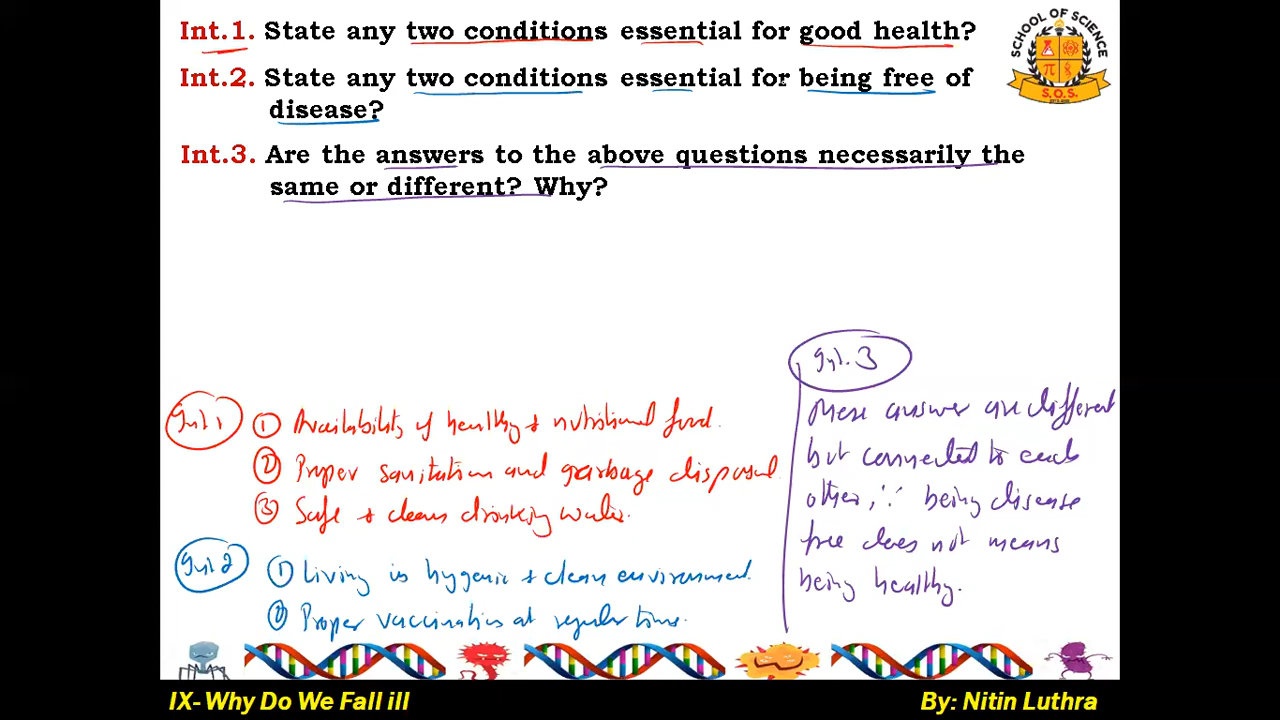 Int.1. State any two conditions essential for good health?
Int.2. State any two conditions essential for being free of
disease?
Int.3. Are the answers to the above questions necessarily the
same or different? Why?
SCHOOL OF SCIENCE
π
S.O.S.
Int 1 ① Availability of healthy & nutritional food.
② Proper sanitation and garbage disposal
③ Safe & clean drinking water.
Int 2 ① Living in hygenic & clean environment.
② Proper vaccination at regular time.
Int. 3
These answer are different
but connected to each
other, ∵ being disease
free does not means
being healthy.
IX- Why Do We Fall ill
By: Nitin Luthra